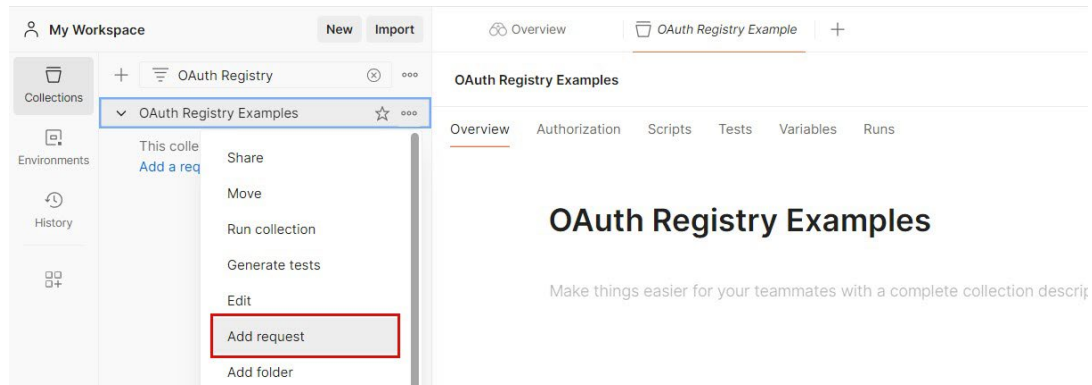 My Workspace New Import
Overview OAuth Registry Example
Collections
OAuth Registry
OAuth Registry Examples
OAuth Registry Examples
This colle
Add a req
Environments
History
Share
Move
Run collection
Generate tests
Edit
Add request
Add folder
Overview Authorization Scripts Tests Variables Runs
OAuth Registry Examples
Make things easier for your teammates with a complete collection descrip